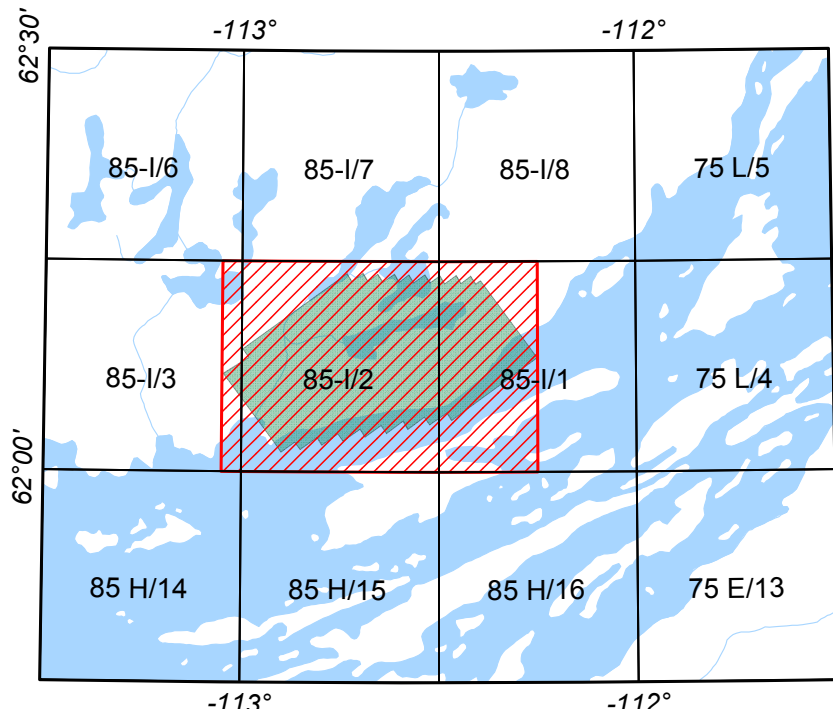 -113° -112°
62°30'
85-I/6 85-I/7 85-I/8 75 L/5
85-I/3 85-I/2 85-I/1 75 L/4
62°00'
85 H/14 85 H/15 85 H/16 75 E/13
-113° -112°